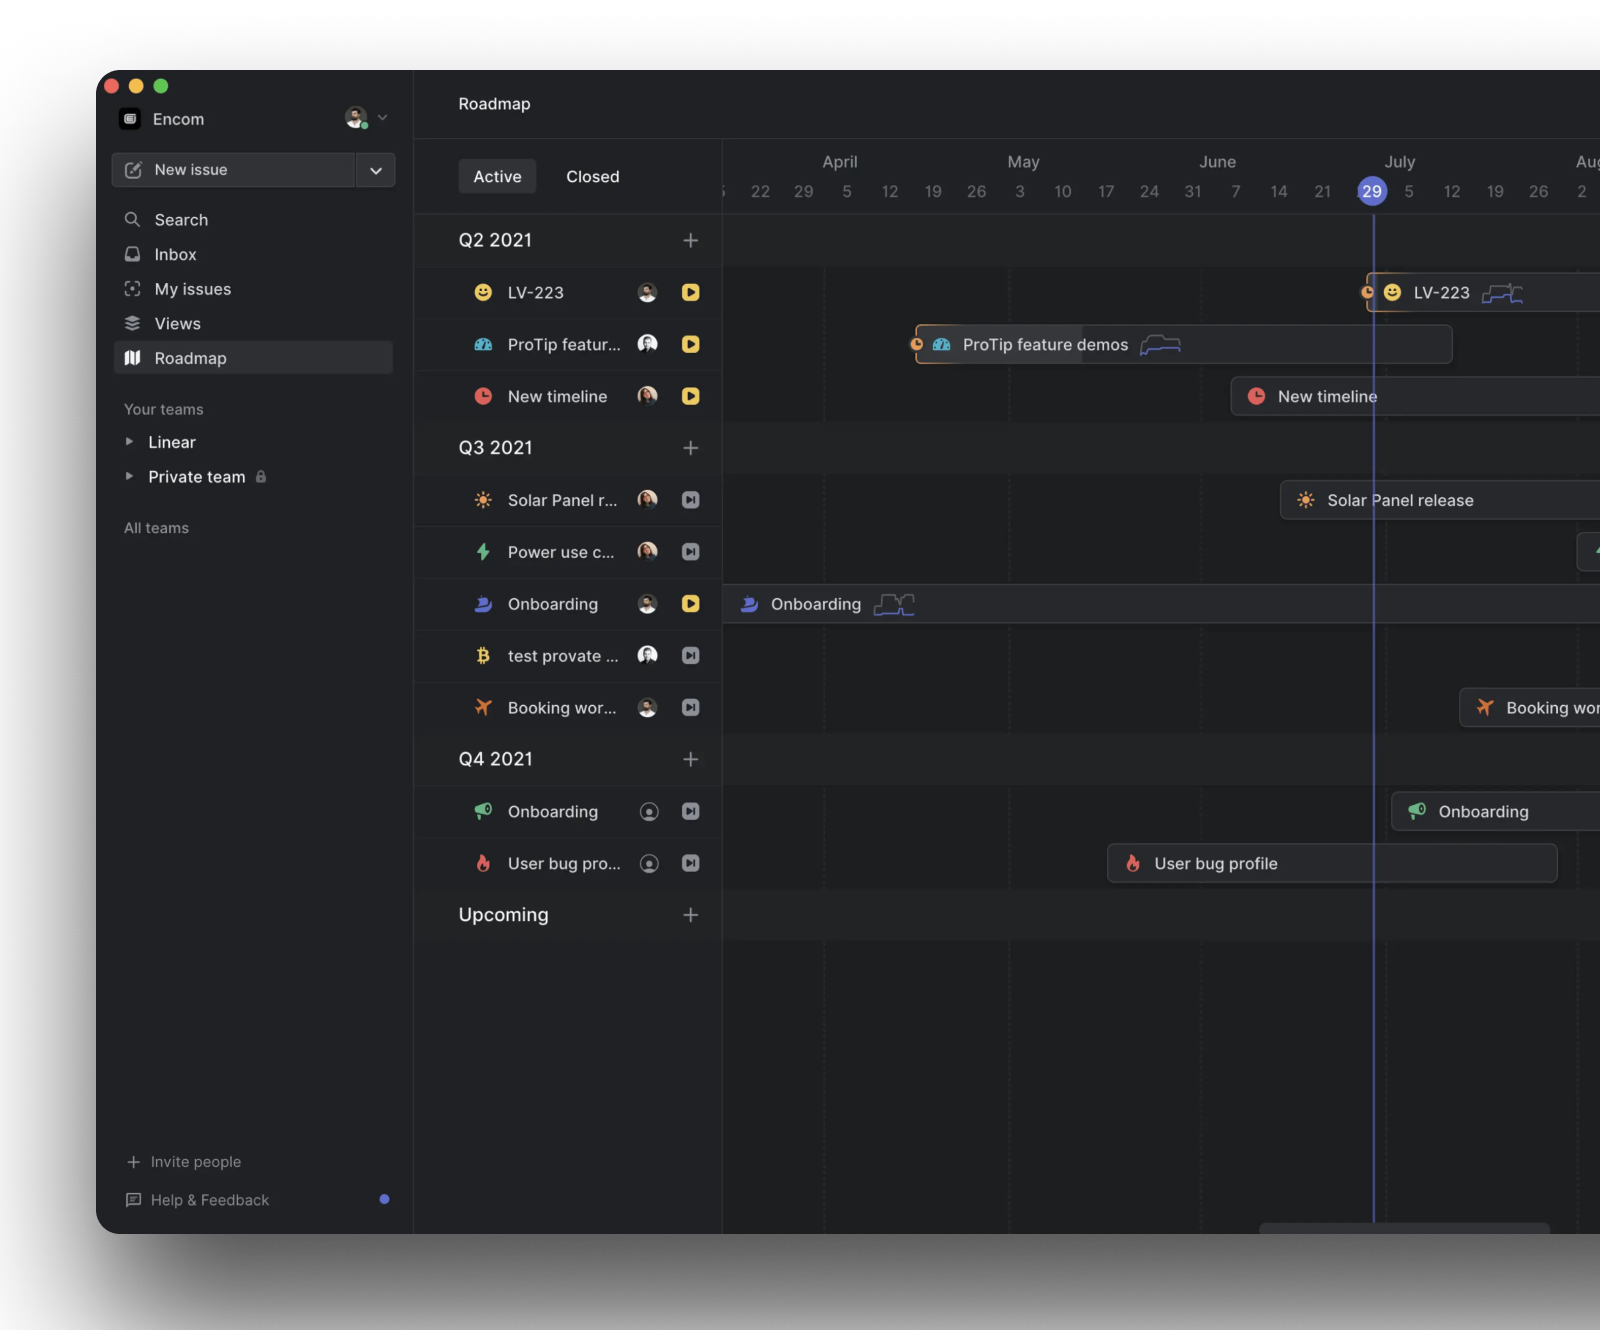 Encom
New issue
Search
Inbox
My issues
Views
Roadmap
Your teams
Linear
Private team
All teams
Invite people
Help & Feedback
Roadmap
Active Closed
April May June July
22 29 5 12 19 26 3 10 17 24 31 7 14 21 29 5 12 19 26 2
Q2 2021
LV-223
LV-223
ProTip featur...
ProTip feature demos
New timeline
New timeline
Q3 2021
Solar Panel r...
Solar Panel release
Power use c...
Onboarding
Onboarding
test provate ...
Booking wor...
Booking wor
Q4 2021
Onboarding
Onboarding
User bug pro...
User bug profile
Upcoming